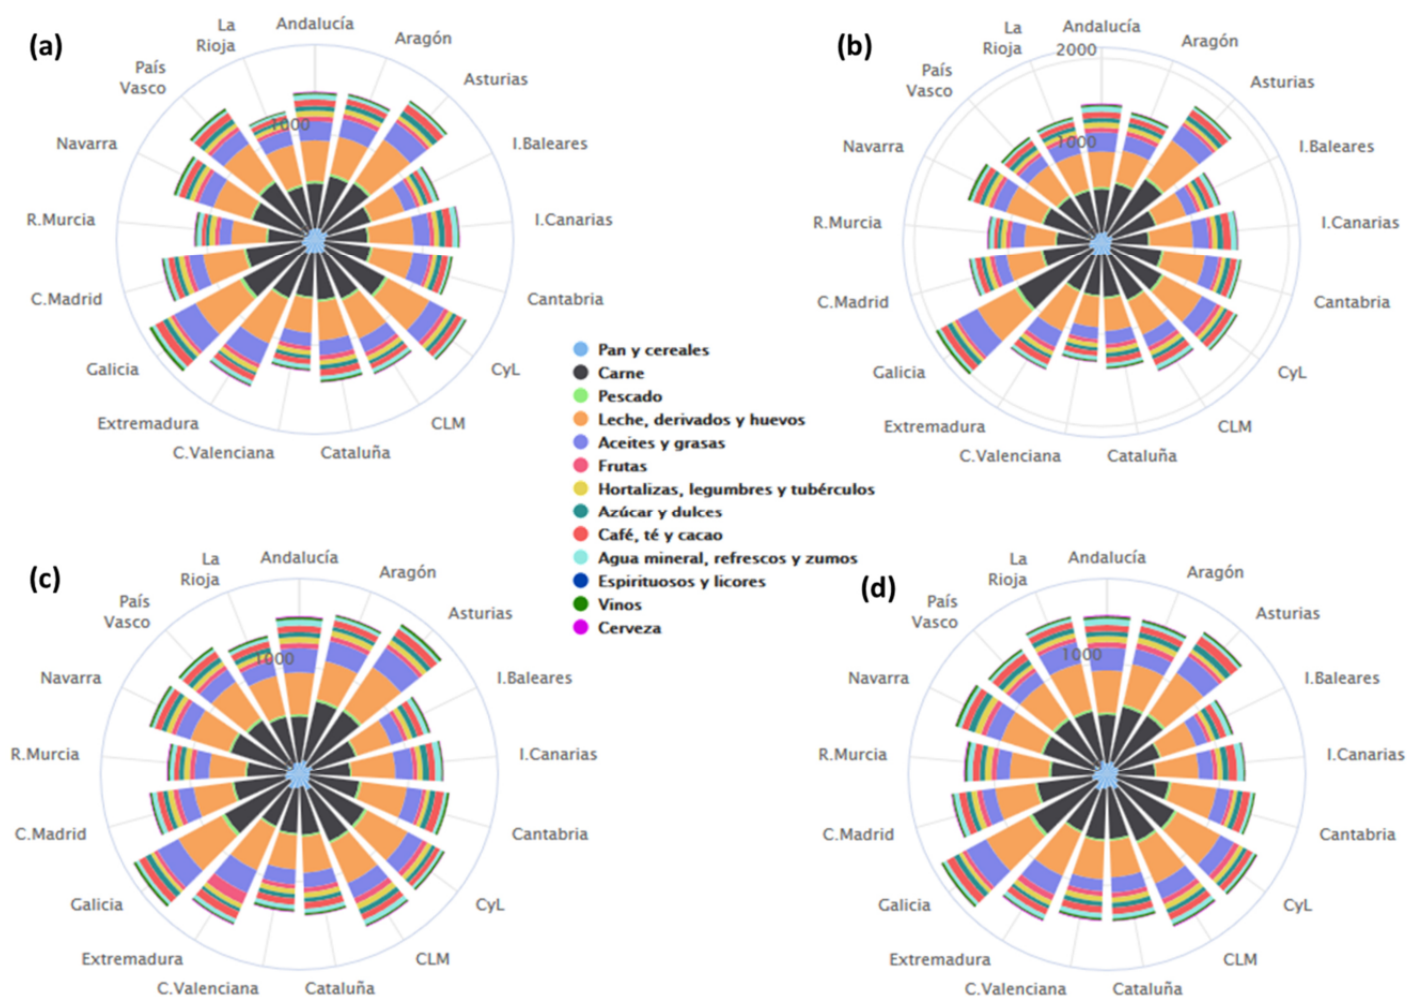 (a)
Andalucía
Aragón
Asturias
I.Baleares
I.Canarias
Cantabria
CyL
CLM
Cataluña
C.Valenciana
Extremadura
Galicia
C.Madrid
R.Murcia
Navarra
País
Vasco
La
Rioja
1000
(b)
Andalucía
Aragón
Asturias
I.Baleares
I.Canarias
Cantabria
CyL
CLM
Cataluña
C.Valenciana
Extremadura
Galicia
C.Madrid
R.Murcia
Navarra
País
Vasco
La
Rioja
2000
1000
Pan y cereales
Carne
Pescado
Leche, derivados y huevos
Aceites y grasas
Frutas
Hortalizas, legumbres y tubérculos
Azúcar y dulces
Café, té y cacao
Agua mineral, refrescos y zumos
Espirituosos y licores
Vinos
Cerveza
(c)
Andalucía
Aragón
Asturias
I.Baleares
I.Canarias
Cantabria
CyL
CLM
Cataluña
C.Valenciana
Extremadura
Galicia
C.Madrid
R.Murcia
Navarra
País
Vasco
La
Rioja
1000
(d)
Andalucía
Aragón
Asturias
I.Baleares
I.Canarias
Cantabria
CyL
CLM
Cataluña
C.Valenciana
Extremadura
Galicia
C.Madrid
R.Murcia
Navarra
País
Vasco
La
Rioja
1000